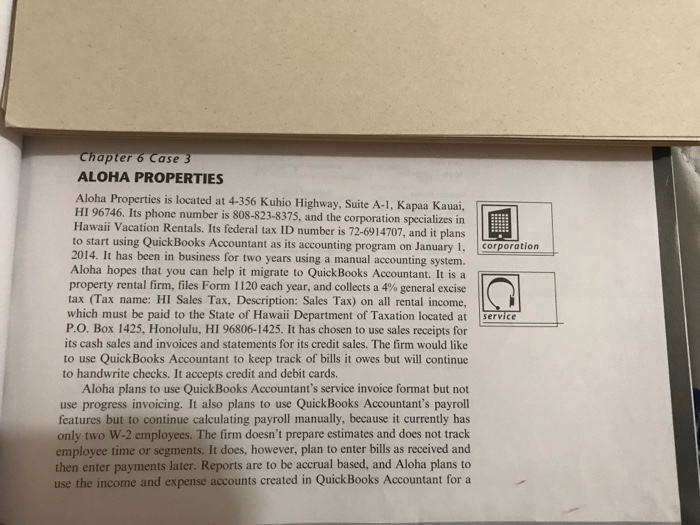 Chapter 6 Case 3
ALOHA PROPERTIES
Aloha Properties is located at 4-356 Kuhio Highway, Suite A-1, Kapaa Kauai,
HI 96746. Its phone number is 808-823-8375, and the corporation specializes in
Hawaii Vacation Rentals. Its federal tax ID number is 72-6914707, and it plans
to start using QuickBooks Accountant as its accounting program on January 1,
2014. It has been in business for two years using a manual accounting system.
Aloha hopes that you can help it migrate to QuickBooks Accountant. It is a
property rental firm, files Form 1120 each year, and collects a 4% general excise
tax (Tax name: HI Sales Tax, Description: Sales Tax) on all rental income,
which must be paid to the State of Hawaii Department of Taxation located at
P.O. Box 1425, Honolulu, HI 96806-1425. It has chosen to use sales receipts for
its cash sales and invoices and statements for its credit sales. The firm would like
to use QuickBooks Accountant to keep track of bills it owes but will continue
to handwrite checks. It accepts credit and debit cards.
Aloha plans to use QuickBooks Accountant's service invoice format but not
use progress invoicing. It also plans to use QuickBooks Accountant's payroll
features but to continue calculating payroll manually, because it currently has
only two W-2 employees. The firm doesn't prepare estimates and does not track
employee time or segments. It does, however, plan to enter bills as received and
then enter payments later. Reports are to be accrual based, and Aloha plans to
use the income and expense accounts created in QuickBooks Accountant for a
corporation
service